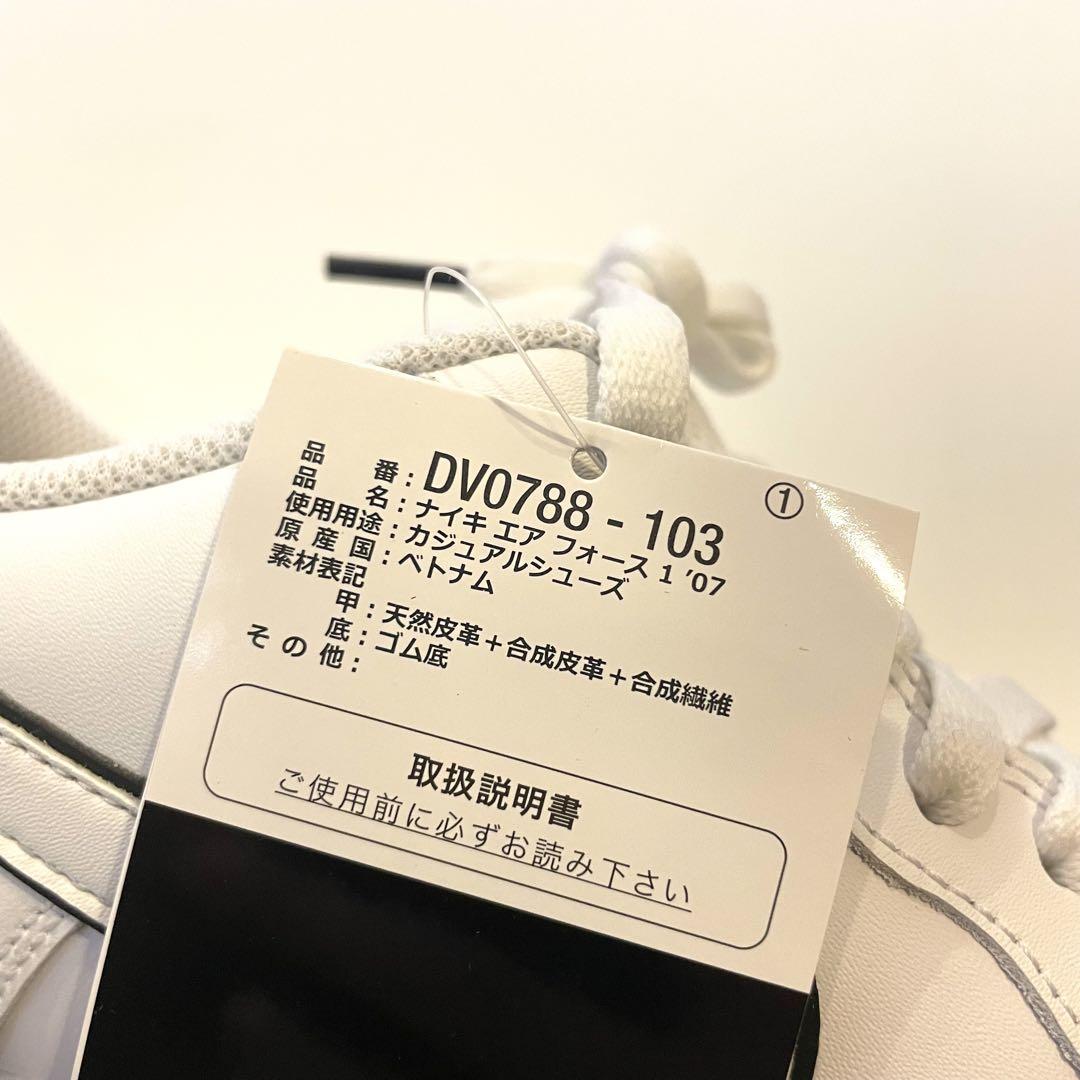 ①
品 番 : DV0788 - 103
品 名 : ナイキ エア フォース 1 '07
使用用途 : カジュアルシューズ
原 産 国 : ベトナム
素材表記
甲 : 天然皮革＋合成皮革＋合成繊維
底 : ゴム底
そ の 他 :
取扱説明書
ご使用前に必ずお読み下さい